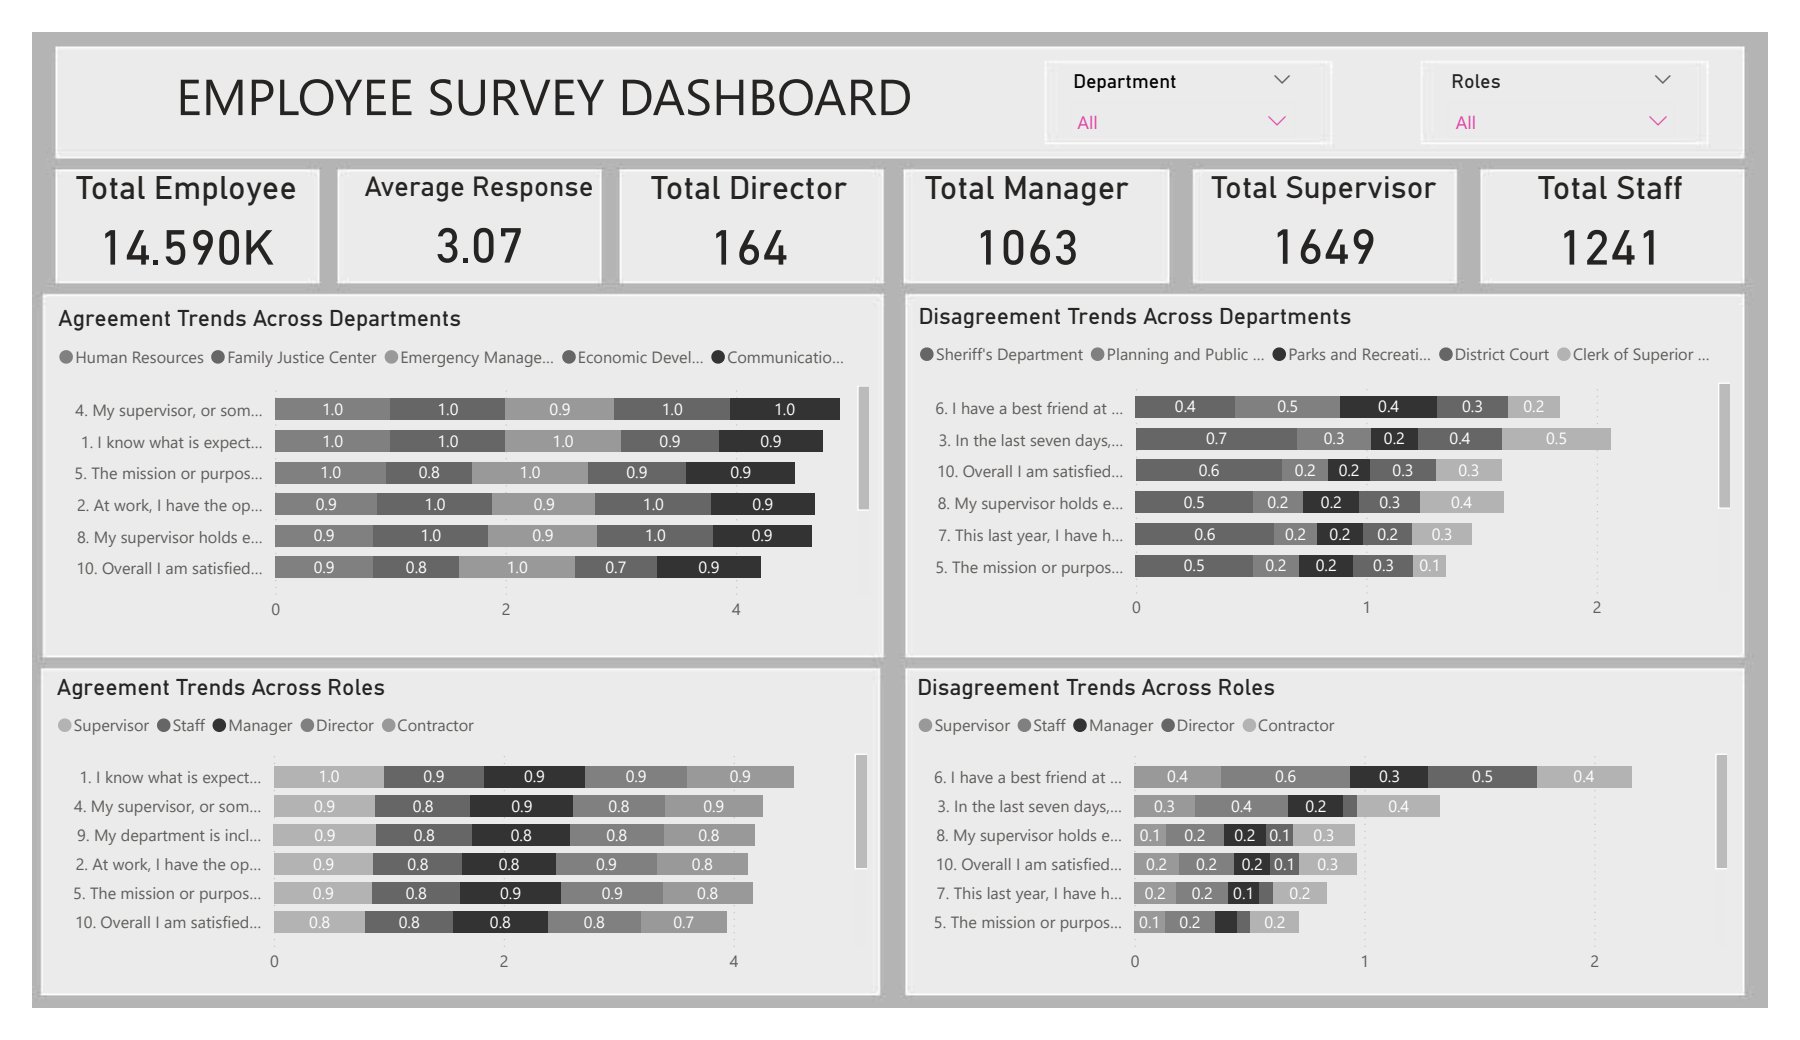 EMPLOYEE SURVEY DASHBOARD
Department
All
Roles
All
Total Employee
14.590K
Average Response
3.07
Total Director
164
Total Manager
1063
Total Supervisor
1649
Total Staff
1241
Agreement Trends Across Departments
Human Resources Family Justice Center Emergency Manage... Economic Devel... Communicatio...
4. My supervisor, or som... 1.0 1.0 0.9 1.0 1.0
1. I know what is expect... 1.0 1.0 1.0 0.9 0.9
5. The mission or purpos... 1.0 0.8 1.0 0.9 0.9
2. At work, I have the op... 0.9 1.0 0.9 1.0 0.9
8. My supervisor holds e... 0.9 1.0 0.9 1.0 0.9
10. Overall I am satisfied... 0.9 0.8 1.0 0.7 0.9
0 2 4
Disagreement Trends Across Departments
Sheriff's Department Planning and Public ... Parks and Recreati... District Court Clerk of Superior ...
6. I have a best friend at ... 0.4 0.5 0.4 0.3 0.2
3. In the last seven days,... 0.7 0.3 0.2 0.4 0.5
10. Overall I am satisfied... 0.6 0.2 0.2 0.3 0.3
8. My supervisor holds e... 0.5 0.2 0.2 0.3 0.4
7. This last year, I have h... 0.6 0.2 0.2 0.2 0.3
5. The mission or purpos... 0.5 0.2 0.2 0.3 0.1
0 1 2
Agreement Trends Across Roles
Supervisor Staff Manager Director Contractor
1. I know what is expect... 1.0 0.9 0.9 0.9 0.9
4. My supervisor, or som... 0.9 0.8 0.9 0.8 0.9
9. My department is incl... 0.9 0.8 0.8 0.8 0.8
2. At work, I have the op... 0.9 0.8 0.8 0.9 0.8
5. The mission or purpos... 0.9 0.8 0.9 0.9 0.8
10. Overall I am satisfied... 0.8 0.8 0.8 0.8 0.7
0 2 4
Disagreement Trends Across Roles
Supervisor Staff Manager Director Contractor
6. I have a best friend at ... 0.4 0.6 0.3 0.5 0.4
3. In the last seven days,... 0.3 0.4 0.2 0.4
8. My supervisor holds e... 0.1 0.2 0.2 0.1 0.3
10. Overall I am satisfied... 0.2 0.2 0.2 0.1 0.3
7. This last year, I have h... 0.2 0.2 0.1 0.2
5. The mission or purpos... 0.1 0.2 0.2
0 1 2